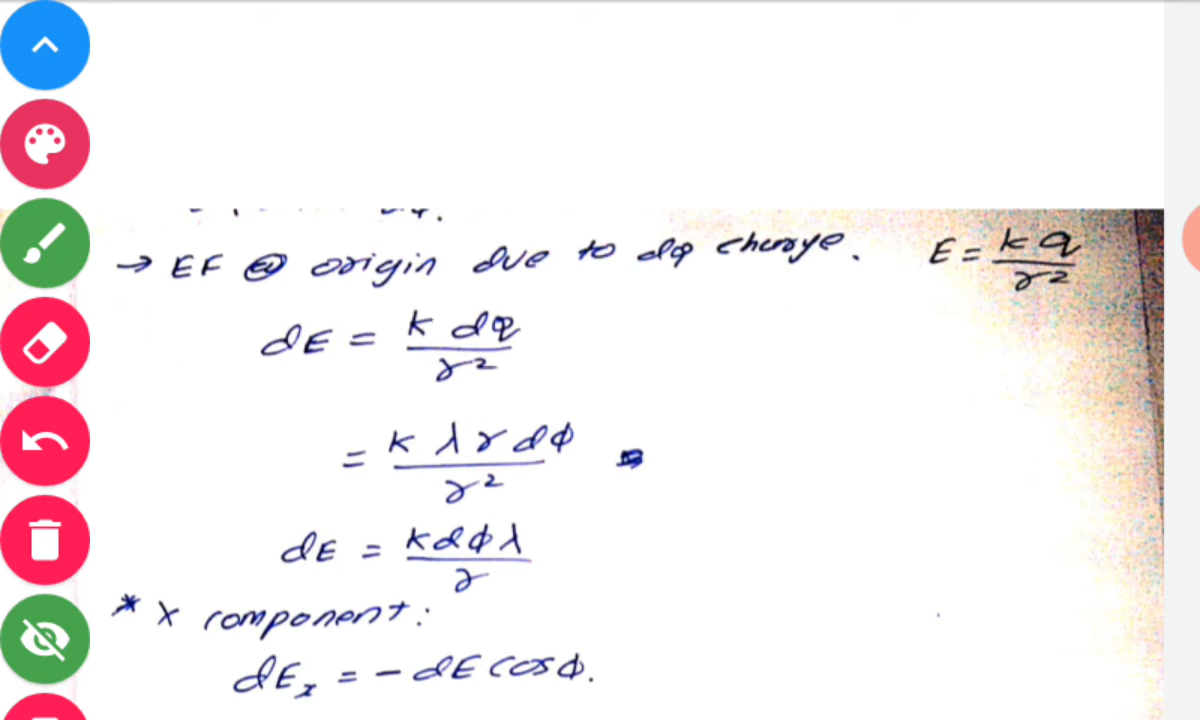 → EF @ origin due to dq charge. E = kq/r²
dE = k dq/r²
= k λ r dϕ/r²
dE = k dϕ λ/r
* X component:
dEₓ = - dE cos ϕ.